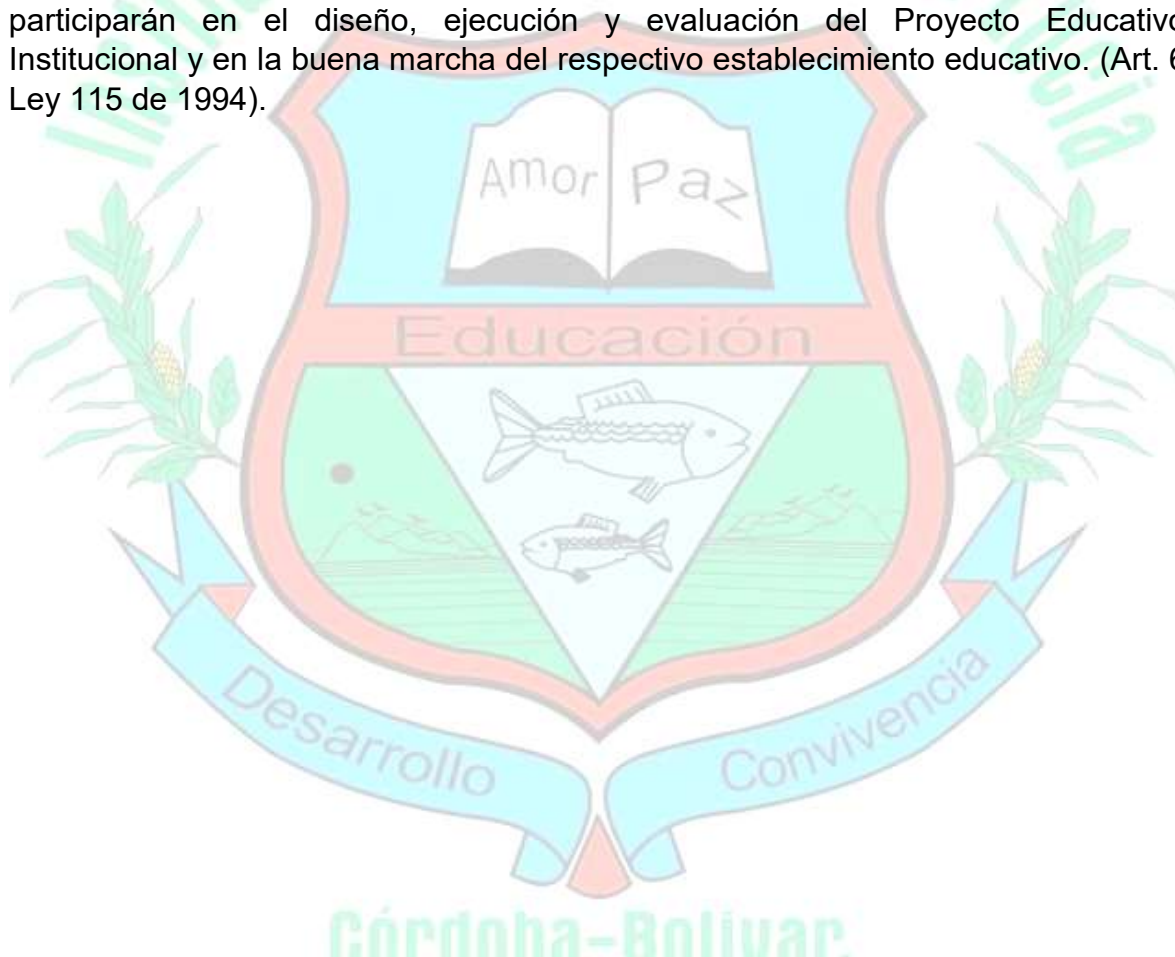 participarán en el diseño, ejecución y evaluación del Proyecto Educativo
Institucional y en la buena marcha del respectivo establecimiento educativo. (Art. 6
Ley 115 de 1994).
Amor Paz
Educación
Desarrollo
Convivencia
Córdoba-Bolívar.